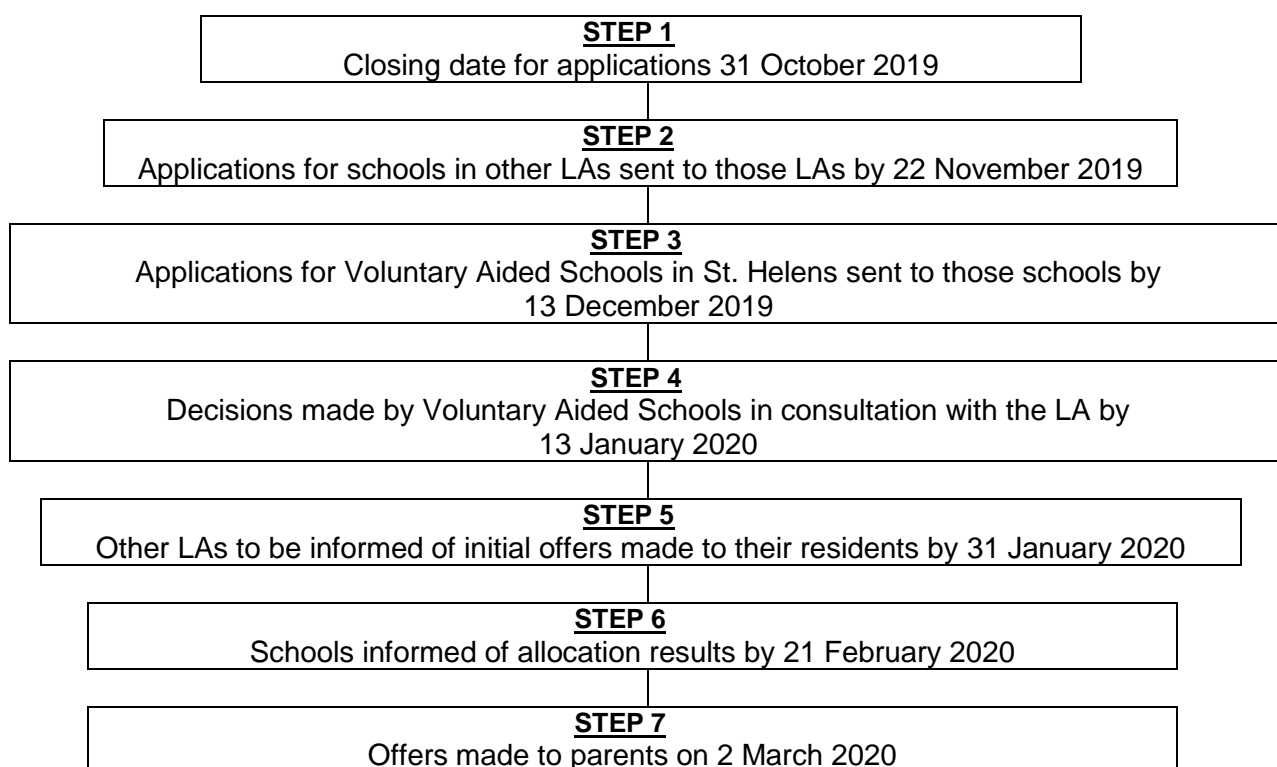 STEP 1
Closing date for applications 31 October 2019
STEP 2
Applications for schools in other LAs sent to those LAs by 22 November 2019
STEP 3
Applications for Voluntary Aided Schools in St. Helens sent to those schools by
13 December 2019
STEP 4
Decisions made by Voluntary Aided Schools in consultation with the LA by
13 January 2020
STEP 5
Other LAs to be informed of initial offers made to their residents by 31 January 2020
STEP 6
Schools informed of allocation results by 21 February 2020
STEP 7
Offers made to parents on 2 March 2020